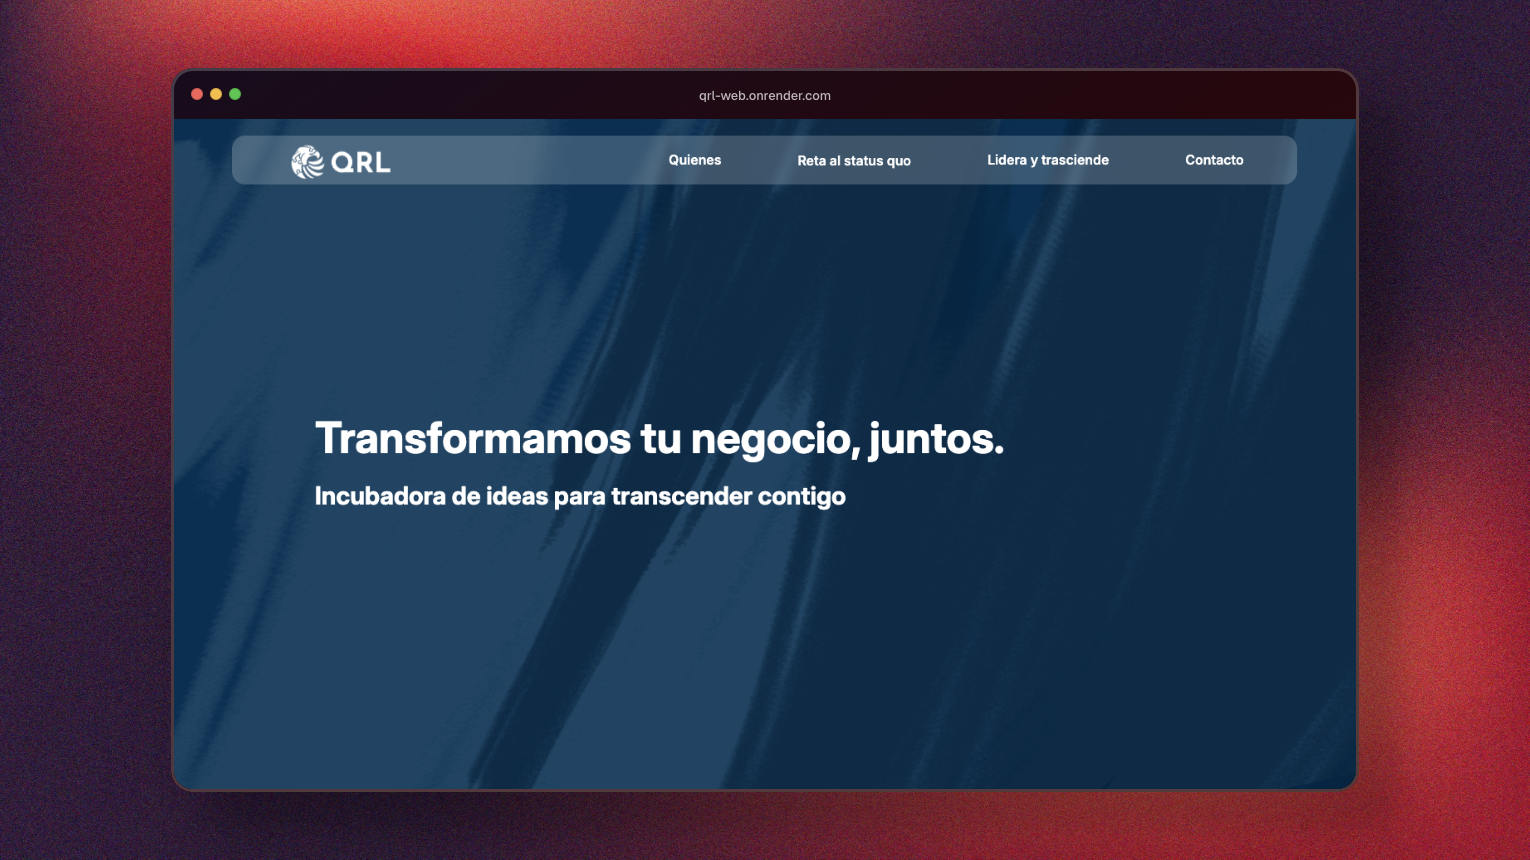 qrl-web.onrender.com
QRL
Quienes
Reta al status quo
Lidera y trasciende
Contacto
Transformamos tu negocio, juntos.
Incubadora de ideas para transcender contigo